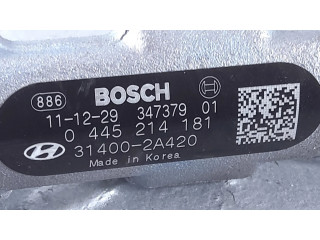 886 BOSCH
11-12-29 347379 01
0 445 214 181
31400-2A420
Made in Korea